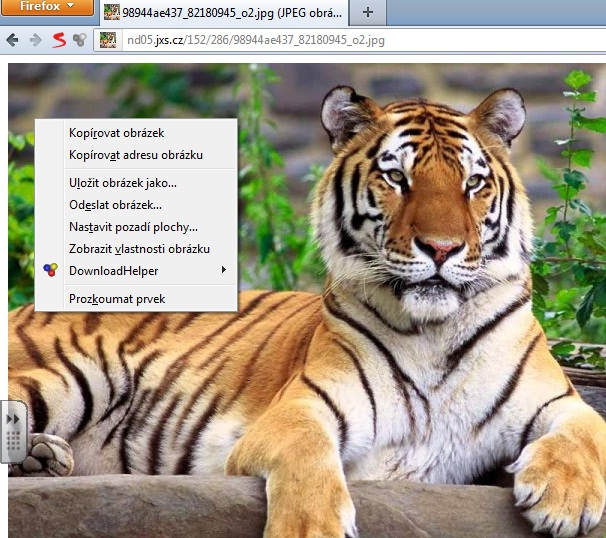 Firefox
98944ae437_82180945_o2.jpg (JPEG obrá...
nd05.jxs.cz/152/286/98944ae437_82180945_o2.jpg
Kopírovat obrázek
Kopírovat adresu obrázku
Uložit obrázek jako...
Odeslat obrázek...
Nastavit pozadí plochy...
Zobrazit vlastnosti obrázku
DownloadHelper
Prozkoumat prvek